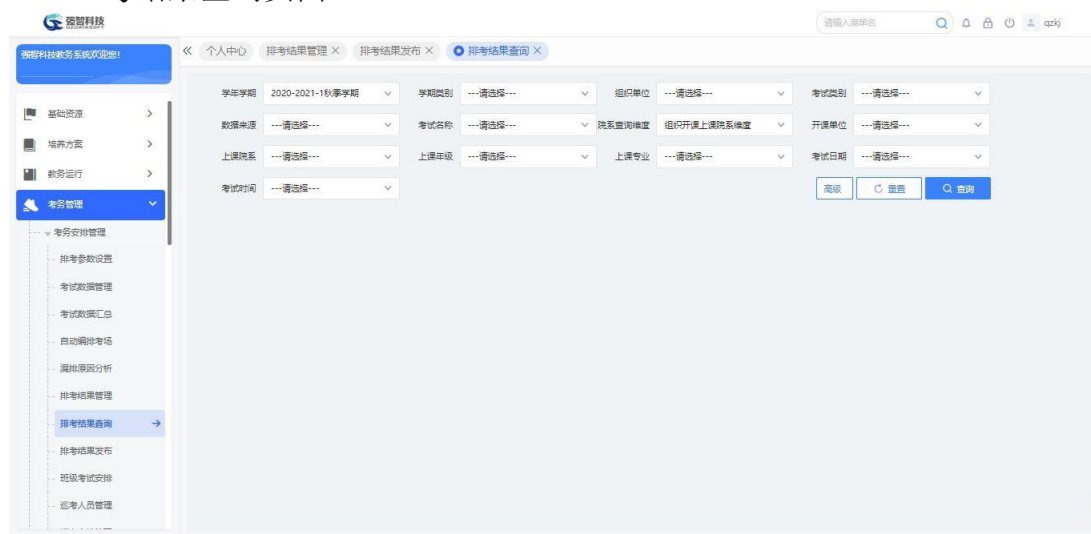 强智科技
QZDATASOFT
请输入菜单名
qzkj
强智科技教务系统欢迎您!
个人中心 排考结果管理 × 排考结果发布 × 排考结果查询 ×
学年学期 2020-2021-1秋季学期 学期类别 ---请选择--- 组织单位 ---请选择--- 考试类别 ---请选择---
数据来源 ---请选择--- 考试名称 ---请选择--- 院系查询维度 组织开课上课院系维度 开课单位 ---请选择---
上课院系 ---请选择--- 上课年级 ---请选择--- 上课专业 ---请选择--- 考试日期 ---请选择---
考试时间 ---请选择--- 高级 重置 查询
基础资源
培养方案
教务运行
考务管理
考务安排管理
排考参数设置
考试数据管理
考试数据汇总
自动编排考场
漏排原因分析
排考结果管理
排考结果查询
排考结果发布
班级考试安排
巡考人员管理